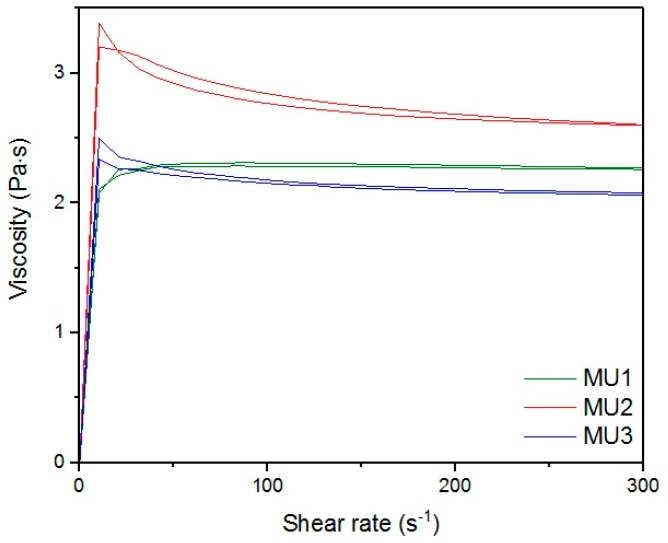 Viscosity (Pa·s)
3
2
1
0
0 100 200 300
Shear rate (s⁻¹)
MU1
MU2
MU3